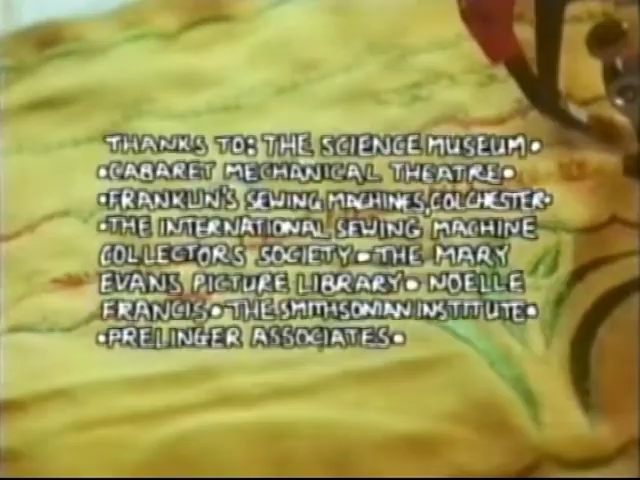 THANKS TO: THE SCIENCE MUSEUM•
•CABARET MECHANICAL THEATRE•
•FRANKLIN'S SEWING MACHINES, COLCHESTER•
•THE INTERNATIONAL SEWING MACHINE
COLLECTORS SOCIETY•THE MARY
EVANS PICTURE LIBRARY• NOELLE
FRANCIS•THE SMITHSONIAN INSTITUTE•
•PRELINGER ASSOCIATES•